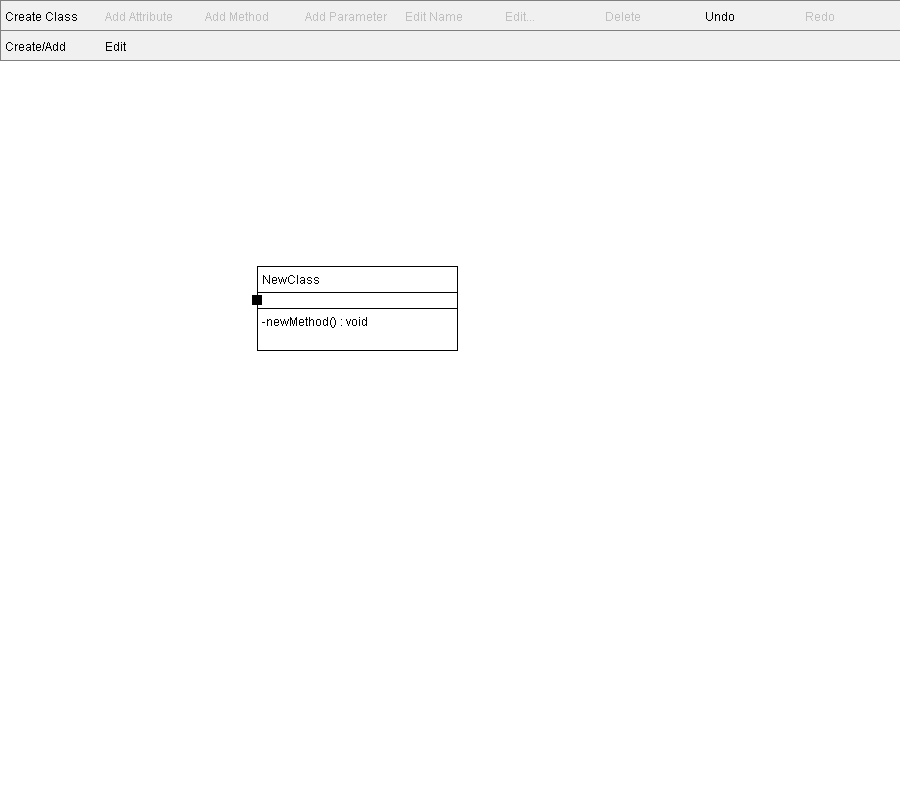 Create Class Add Attribute Add Method Add Parameter Edit Name Edit... Delete Undo Redo
Create/Add Edit
NewClass
-newMethod() : void